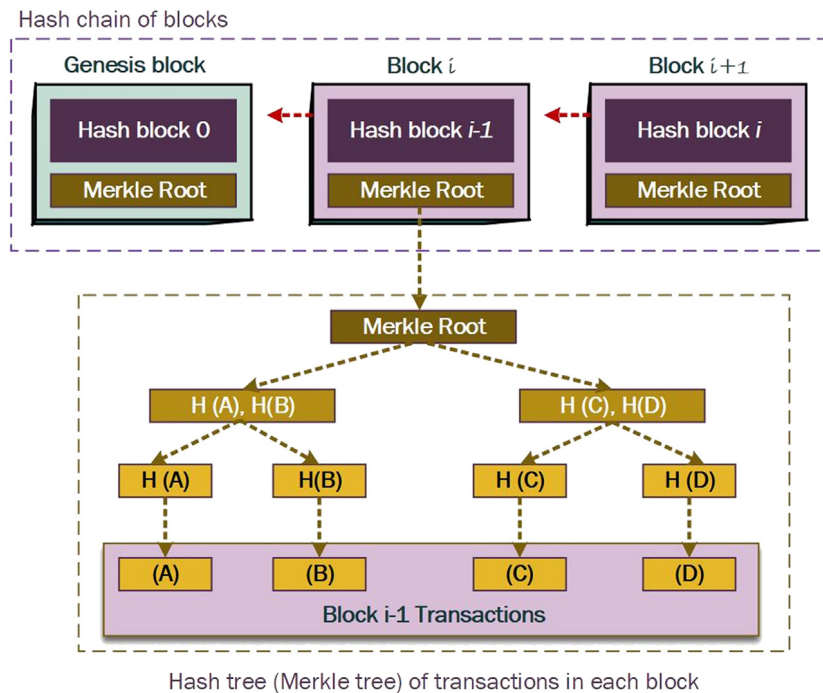 Hash chain of blocks
Genesis block
Block i
Block i+1
Hash block 0
Hash block i-1
Hash block i
Merkle Root
Merkle Root
Merkle Root
Merkle Root
H (A), H(B)
H (C), H(D)
H (A)
H(B)
H (C)
H (D)
(A)
(B)
(C)
(D)
Block i-1 Transactions
Hash tree (Merkle tree) of transactions in each block